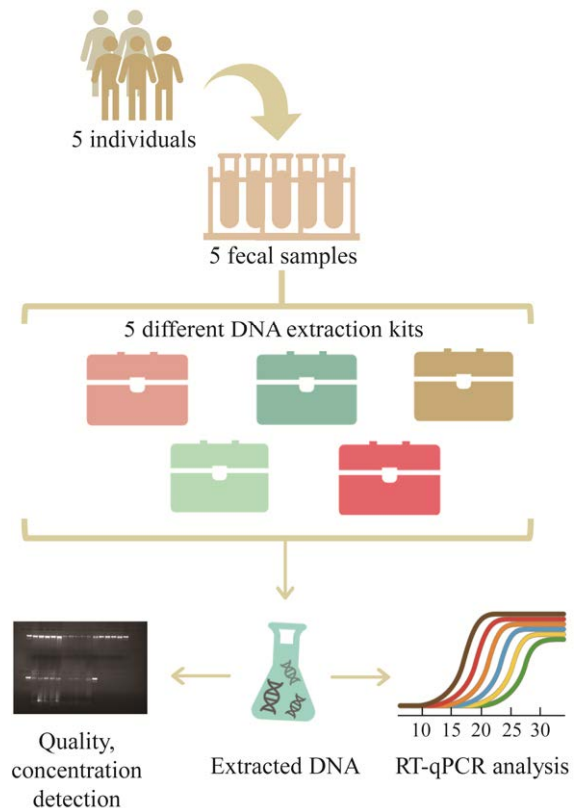 5 individuals
5 fecal samples
5 different DNA extraction kits
10 15 20 25 30
Quality,
concentration
detection
Extracted DNA
RT-qPCR analysis